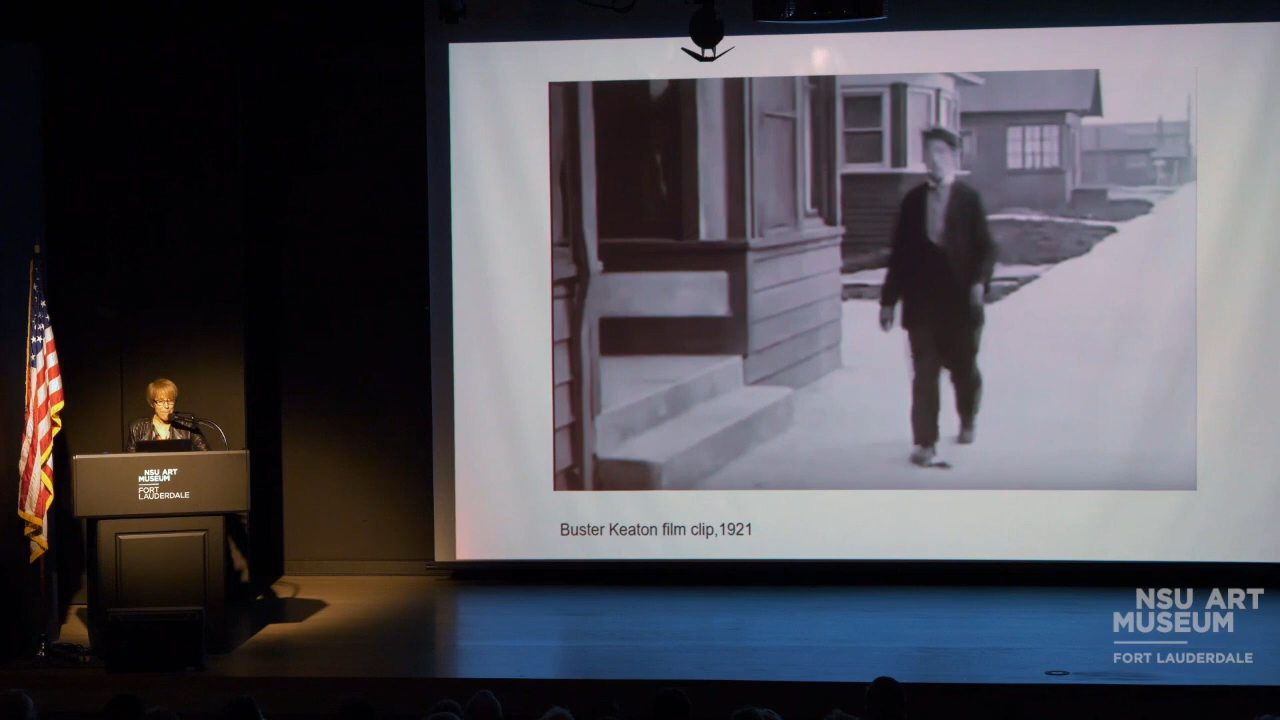 NSU ART
MUSEUM
FORT
LAUDERDALE
Buster Keaton film clip,1921
NSU ART
MUSEUM
FORT LAUDERDALE